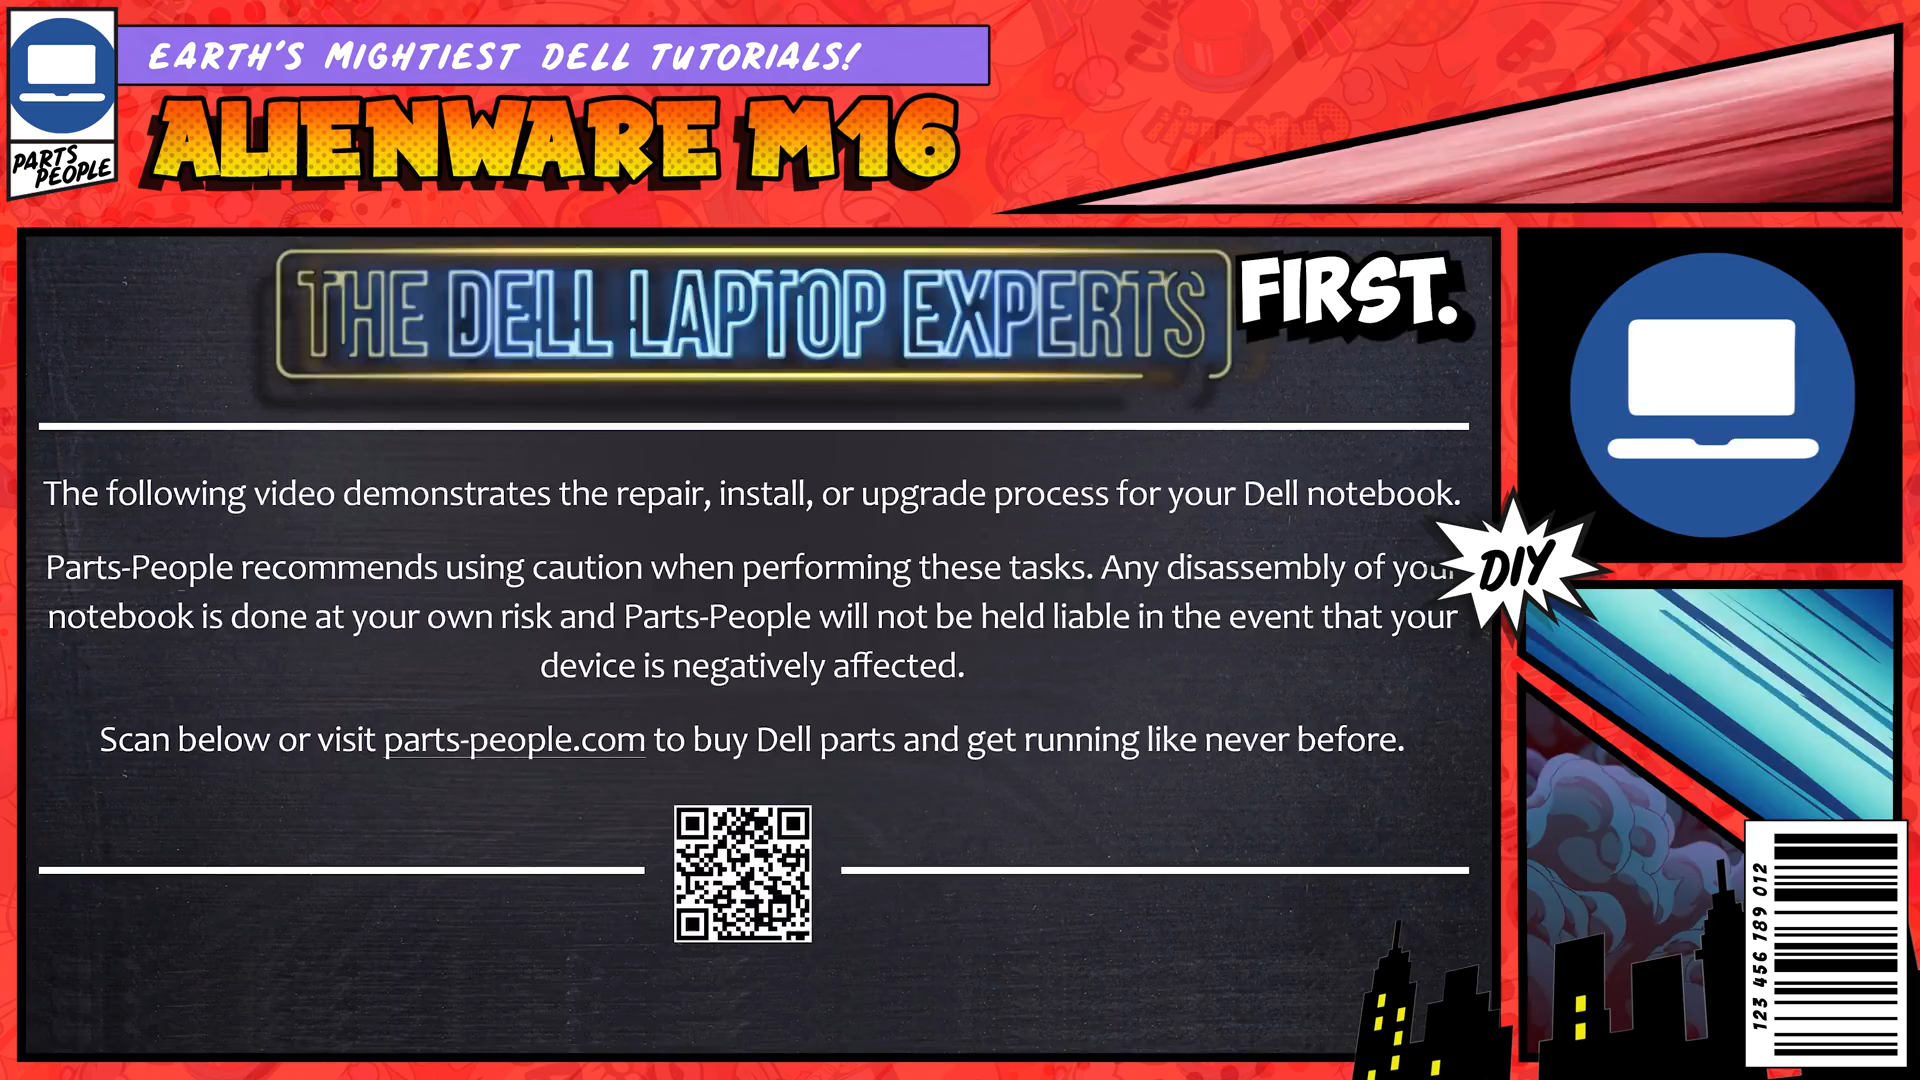 EARTH'S MIGHTIEST DELL TUTORIALS!
PARTS
PEOPLE
ALIENWARE M16
THE DELL LAPTOP EXPERTS
FIRST.
The following video demonstrates the repair, install, or upgrade process for your Dell notebook.
DIY
Parts-People recommends using caution when performing these tasks. Any disassembly of your
notebook is done at your own risk and Parts-People will not be held liable in the event that your
device is negatively affected.
Scan below or visit parts-people.com to buy Dell parts and get running like never before.
123 456 789 012